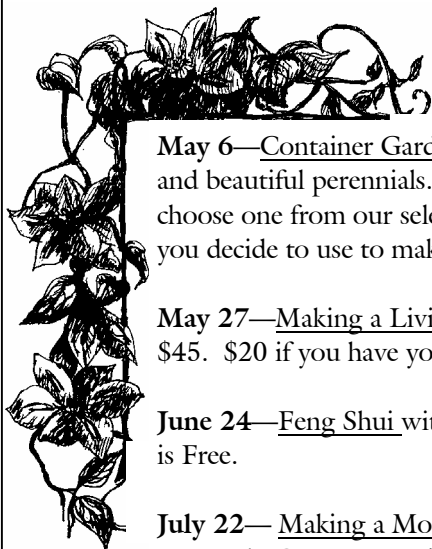 May 6—Container Gard
and beautiful perennials.
choose one from our sele
you decide to use to mak
May 27—Making a Livi
$45. $20 if you have yo
June 24—Feng Shui wit
is Free.
July 22— Making a Mo